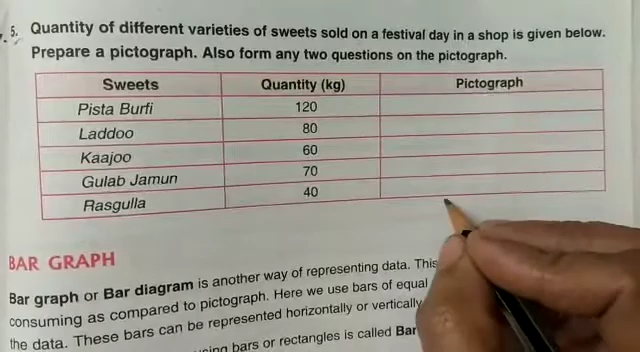 5. Quantity of different varieties of sweets sold on a festival day in a shop is given below.
Prepare a pictograph. Also form any two questions on the pictograph.
Sweets Quantity (kg) Pictograph
Pista Burfi 120
Laddoo 80
Kaajoo 60
Gulab Jamun 70
Rasgulla 40
BAR GRAPH
Bar graph or Bar diagram is another way of representing data. This
consuming as compared to pictograph. Here we use bars of equal
the data. These bars can be represented horizontally or vertically
bars or rectangles is called Bar